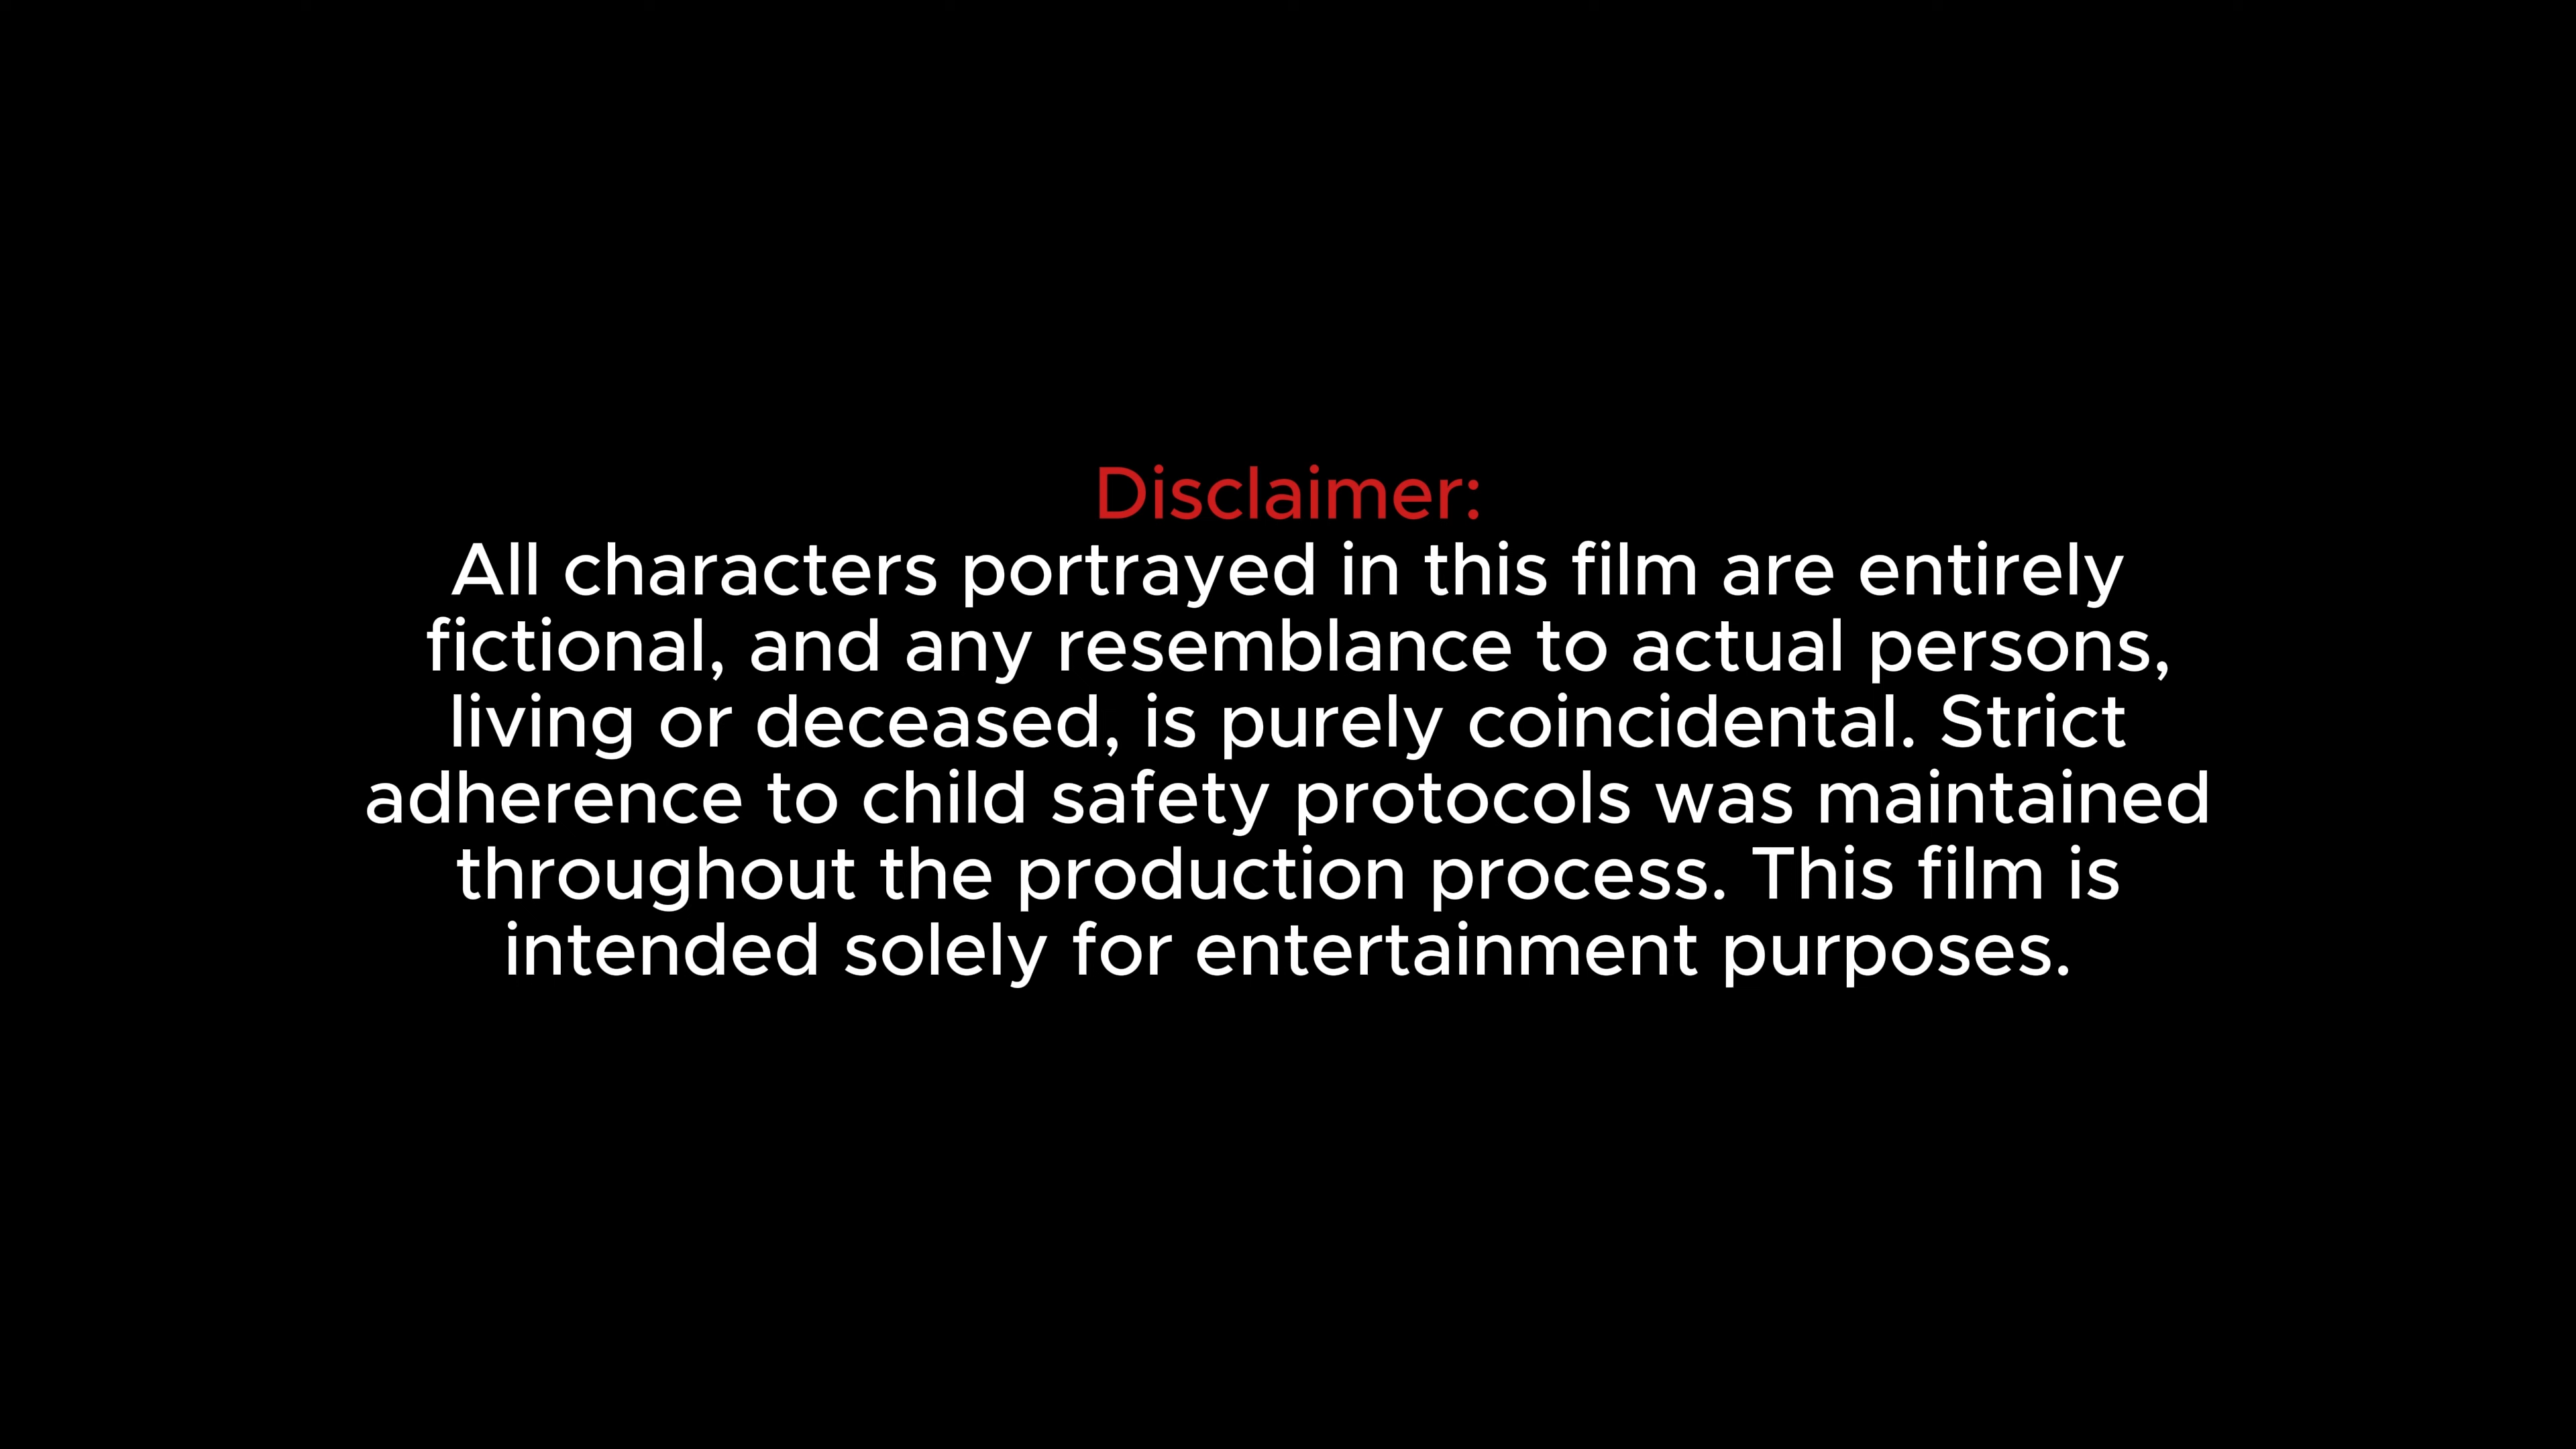 Disclaimer:
All characters portrayed in this film are entirely
fictional, and any resemblance to actual persons,
living or deceased, is purely coincidental. Strict
adherence to child safety protocols was maintained
throughout the production process. This film is
intended solely for entertainment purposes.